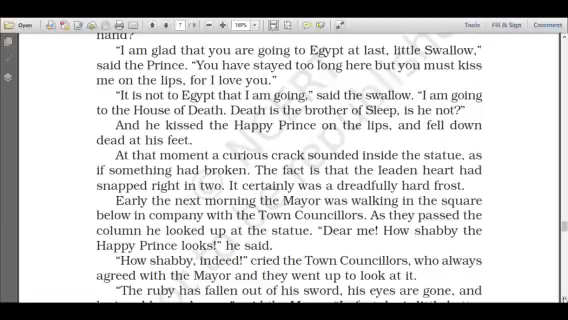 Open
7
/ 9
169%
Tools
Fill & Sign
Comment
hand?"
"I am glad that you are going to Egypt at last, little Swallow,"
said the Prince. "You have stayed too long here but you must kiss
me on the lips, for I love you."
"It is not to Egypt that I am going," said the swallow. "I am going
to the House of Death. Death is the brother of Sleep, is he not?"
And he kissed the Happy Prince on the lips, and fell down
dead at his feet.
At that moment a curious crack sounded inside the statue, as
if something had broken. The fact is that the leaden heart had
snapped right in two. It certainly was a dreadfully hard frost.
Early the next morning the Mayor was walking in the square
below in company with the Town Councillors. As they passed the
column he looked up at the statue. "Dear me! How shabby the
Happy Prince looks!" he said.
"How shabby, indeed!" cried the Town Councillors, who always
agreed with the Mayor and they went up to look at it.
"The ruby has fallen out of his sword, his eyes are gone, and